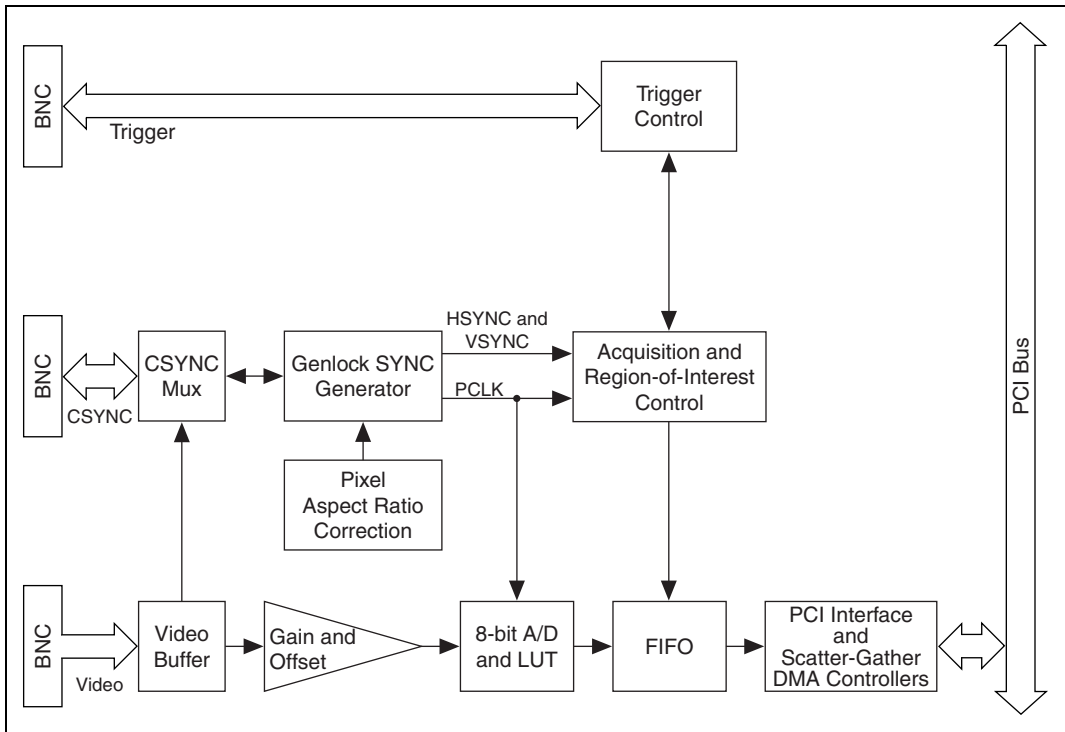 BNC
Trigger
Trigger
Control
BNC
CSYNC
CSYNC
Mux
Genlock SYNC
Generator
HSYNC and
VSYNC
PCLK
Acquisition and
Region-of-Interest
Control
Pixel
Aspect Ratio
Correction
BNC
Video
Video
Buffer
Gain and
Offset
8-bit A/D
and LUT
FIFO
PCI Interface
and
Scatter-Gather
DMA Controllers
PCI Bus